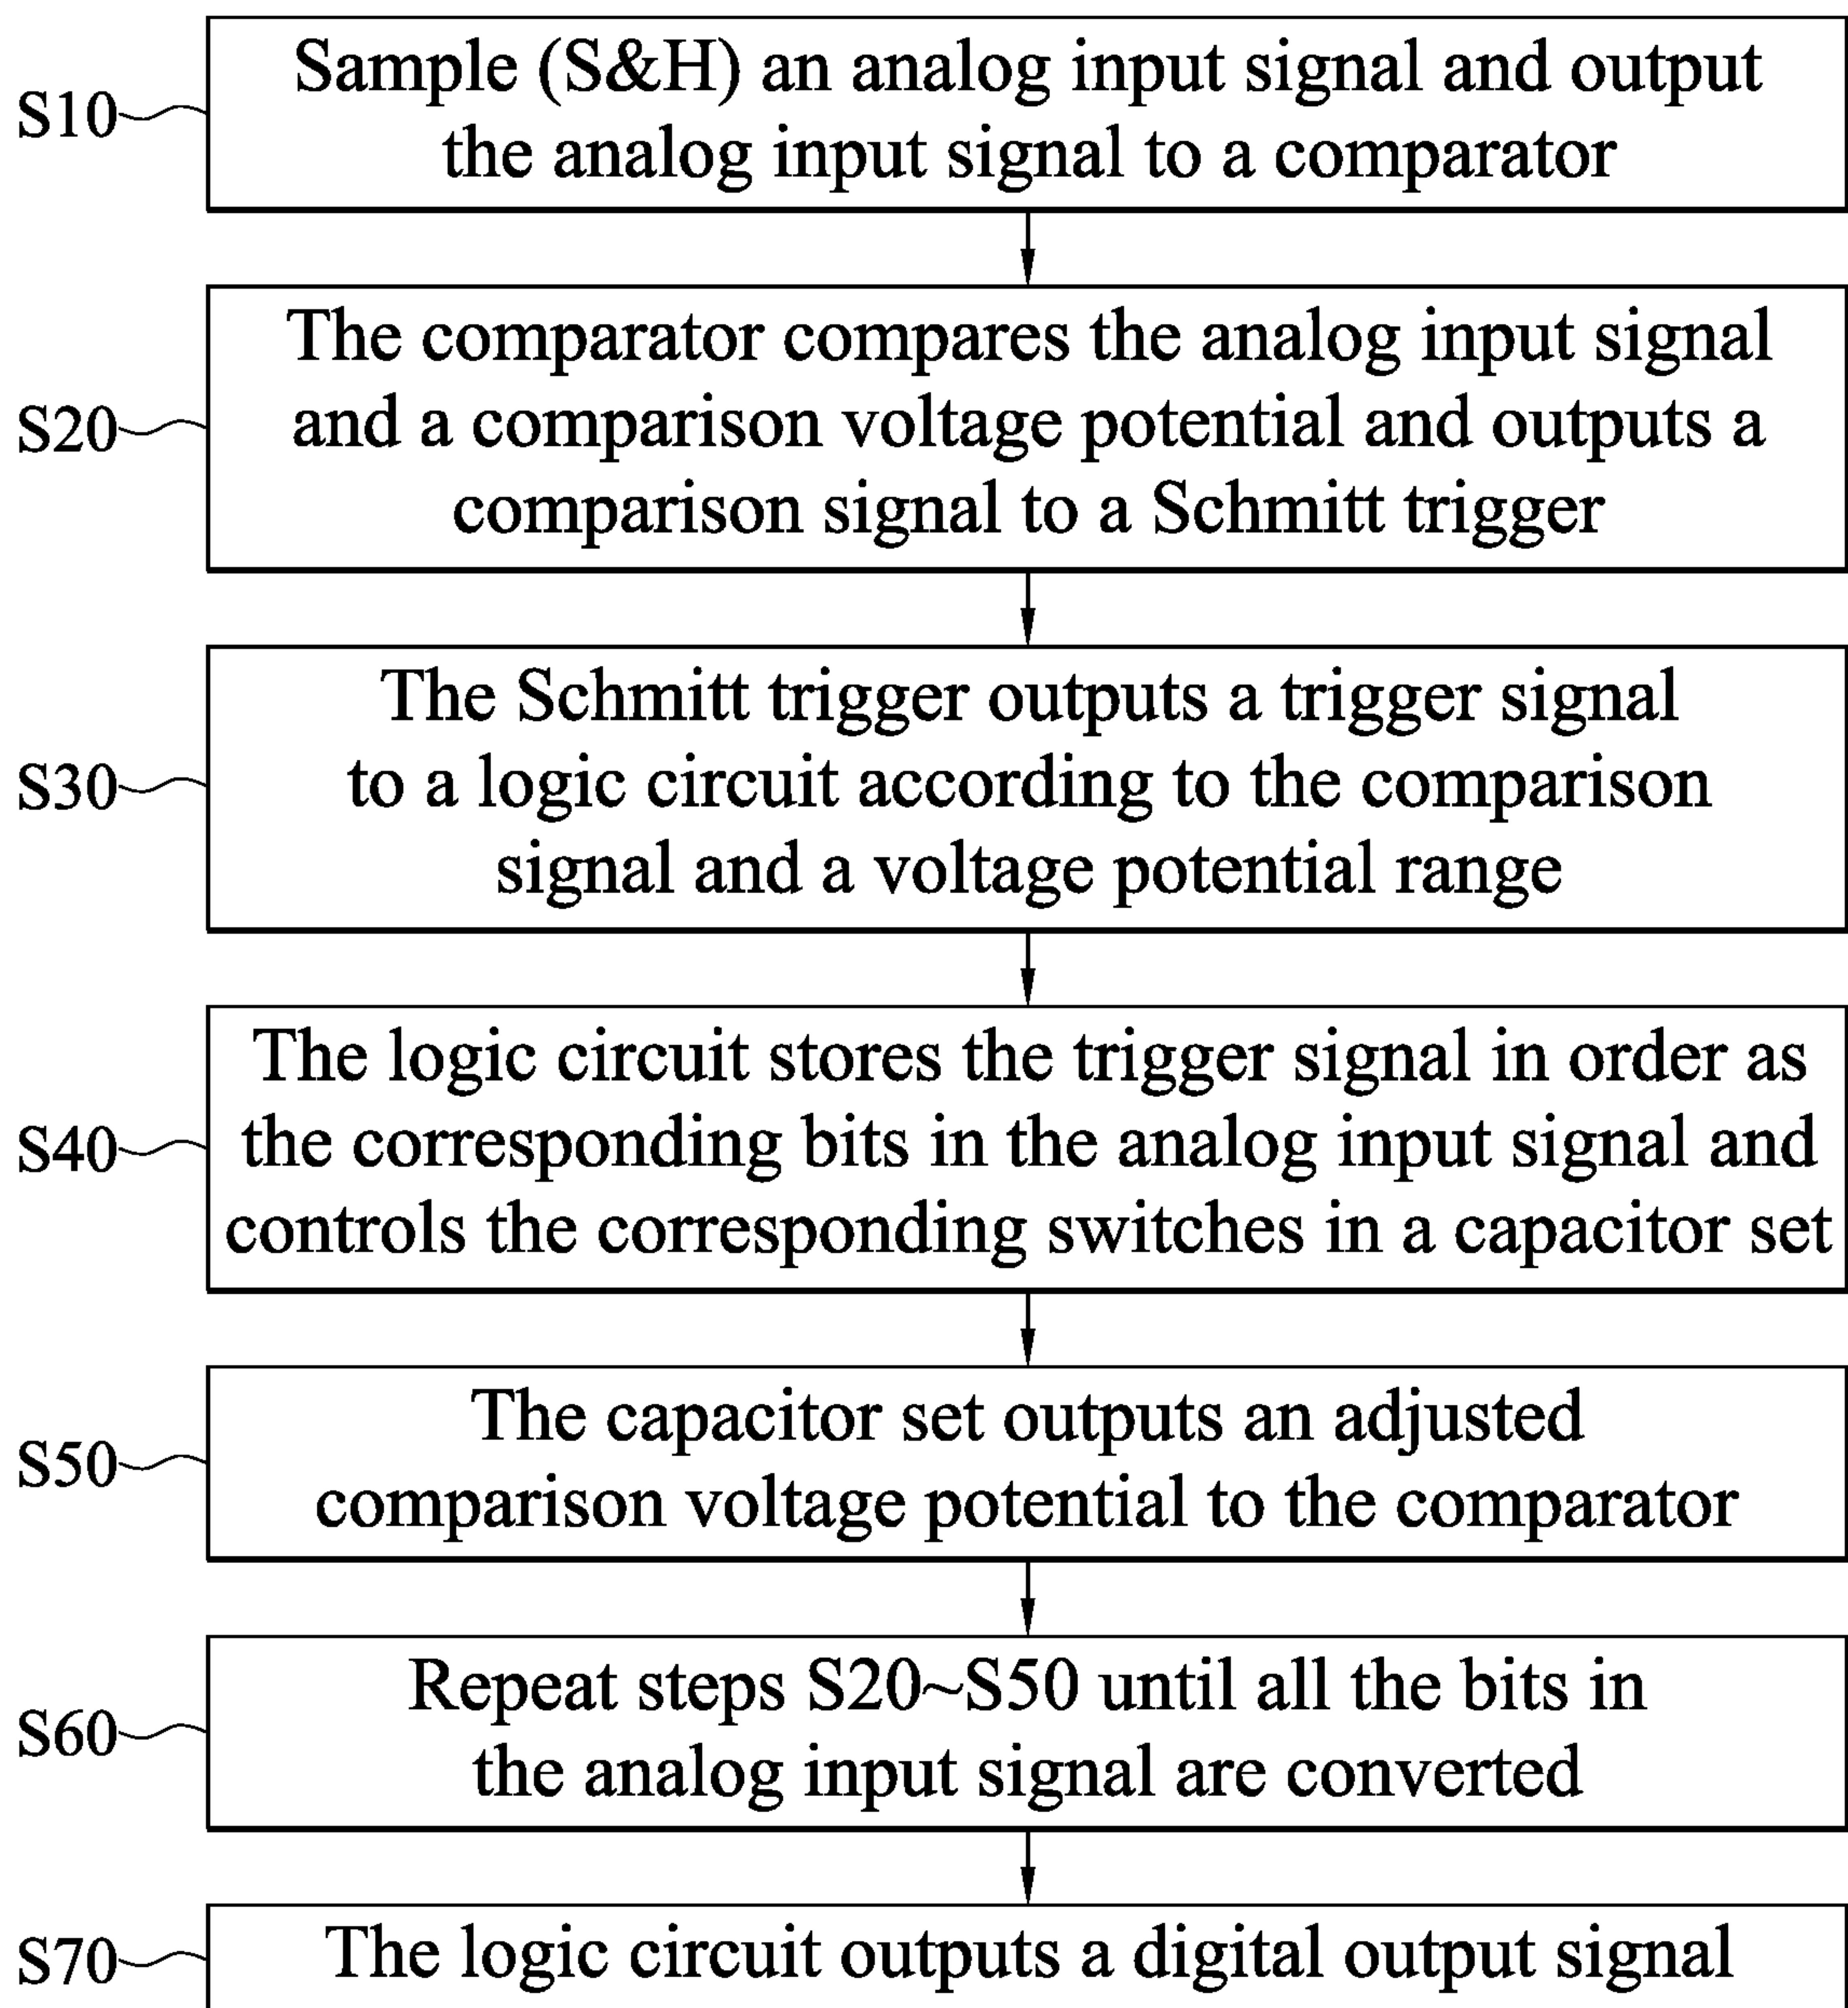 S10
Sample (S&H) an analog input signal and output
the analog input signal to a comparator
S20
The comparator compares the analog input signal
and a comparison voltage potential and outputs a
comparison signal to a Schmitt trigger
S30
The Schmitt trigger outputs a trigger signal
to a logic circuit according to the comparison
signal and a voltage potential range
S40
The logic circuit stores the trigger signal in order as
the corresponding bits in the analog input signal and
controls the corresponding switches in a capacitor set
S50
The capacitor set outputs an adjusted
comparison voltage potential to the comparator
S60
Repeat steps S20~S50 until all the bits in
the analog input signal are converted
S70
The logic circuit outputs a digital output signal